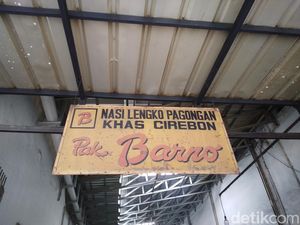 B
NASI LENGKO PAGONGAN
KHAS CIREBON
Pak Barno
detikcom